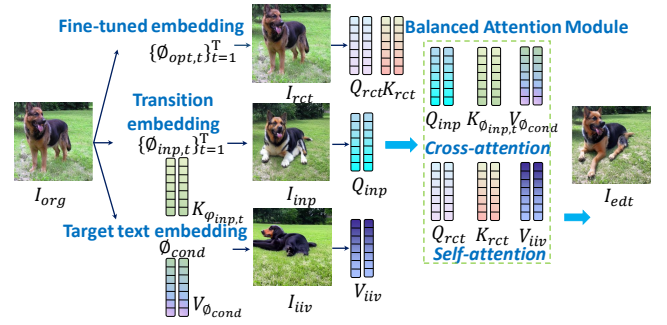 Fine-tuned embedding
{∅opt,t}ᵀt=1
Irct
Qrct Krct
Balanced Attention Module
Iorg
Transition
embedding
{∅inp,t}ᵀt=1
Kφinp,t
Iinp
Qinp
Qinp K∅inp,t V∅cond
Cross-attention
Target text embedding
∅cond
V∅cond
Iiiv
Viiv
Qrct Krct Viiv
Self-attention
Iedt